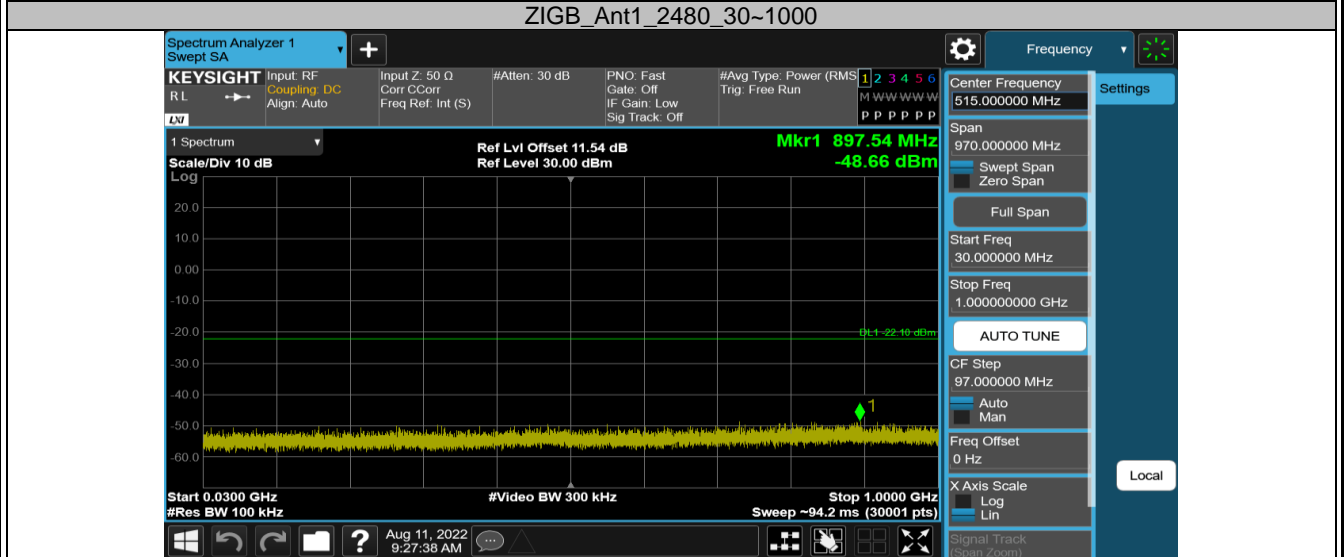 ZIGB_Ant1_2480_30~1000
Spectrum Analyzer 1
Swept SA
Frequency
KEYSIGHT
R L
LXI
Input: RF
Coupling: DC
Align: Auto
Input Z: 50 Ω
Corr CCorr
Freq Ref: Int (S)
#Atten: 30 dB
PNO: Fast
Gate: Off
IF Gain: Low
Sig Track: Off
#Avg Type: Power (RMS
Trig: Free Run
1 2 3 4 5 6
M W W W W W
P P P P P P
1 Spectrum
Scale/Div 10 dB
Log
Ref Lvl Offset 11.54 dB
Ref Level 30.00 dBm
Mkr1 897.54 MHz
-48.66 dBm
20.0
10.0
0.00
-10.0
-20.0
-30.0
-40.0
-50.0
-60.0
DL1 -22.10 dBm
1
Start 0.0300 GHz
#Res BW 100 kHz
#Video BW 300 kHz
Stop 1.0000 GHz
Sweep ~94.2 ms (30001 pts)
Center Frequency
515.000000 MHz
Span
970.000000 MHz
Swept Span
Zero Span
Full Span
Start Freq
30.000000 MHz
Stop Freq
1.000000000 GHz
AUTO TUNE
CF Step
97.000000 MHz
Auto
Man
Freq Offset
0 Hz
X Axis Scale
Log
Lin
Signal Track
(Span Zoom)
Settings
Local
?
Aug 11, 2022
9:27:38 AM